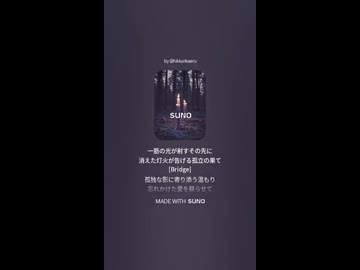 by @hikkorikaeru
SUNO
一筋の光が射すその先に
消えた灯火が告げる孤立の果て
[Bridge]
孤独な影に寄り添う温もり
忘れかけた愛を蘇らせて
MADE WITH SUNO